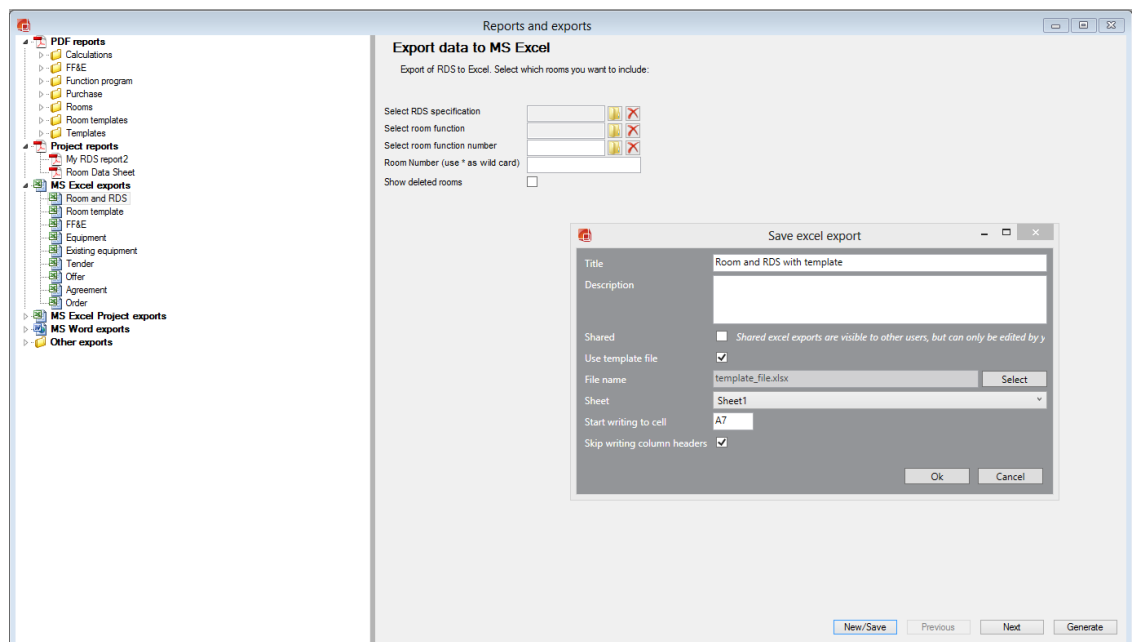 Reports and exports
PDF reports
Calculations
FF&E
Function program
Purchase
Rooms
Room templates
Templates
Project reports
My RDS report2
Room Data Sheet
MS Excel exports
Room and RDS
Room template
FF&E
Equipment
Existing equipment
Tender
Offer
Agreement
Order
MS Excel Project exports
MS Word exports
Other exports
Export data to MS Excel
Export of RDS to Excel. Select which rooms you want to include:
Select RDS specification
Select room function
Select room function number
Room Number (use * as wild card)
Show deleted rooms
Save excel export
Title Room and RDS with template
Description
Shared Shared excel exports are visible to other users, but can only be edited by y
Use template file
File name template_file.xlsx Select
Sheet Sheet1
Start writing to cell A7
Skip writing column headers
Ok Cancel
New/Save Previous Next Generate